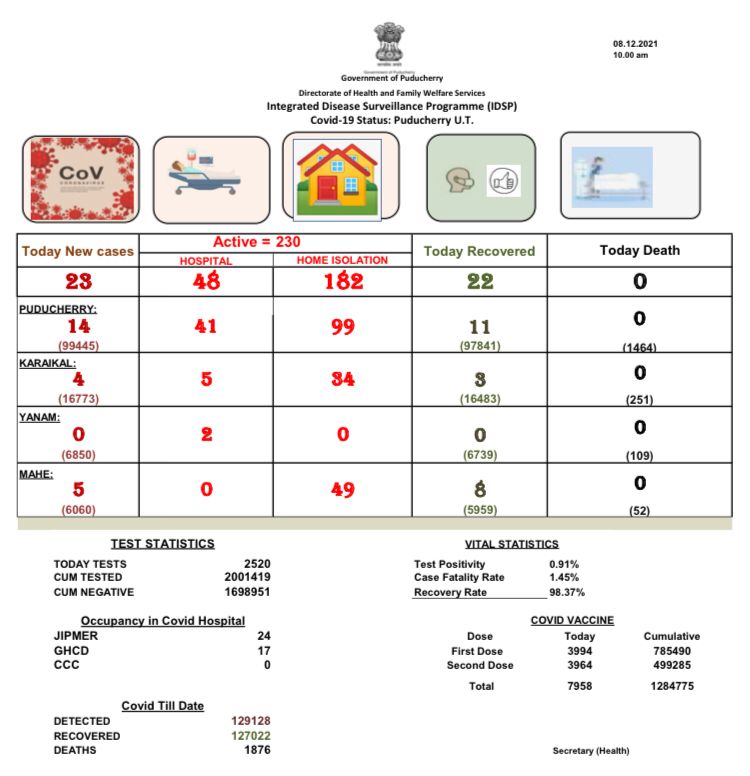 08.12.2021
10.00 am
Government of Puducherry
Government of Puducherry
Directorate of Health and Family Welfare Services
Integrated Disease Surveillance Programme (IDSP)
Covid-19 Status: Puducherry U.T.
CoV
CORONAVIRUS
Today New cases Active = 230 Today Recovered Today Death
HOSPITAL HOME ISOLATION
23 48 182 22 0
PUDUCHERRY:
14 41 99 11 0
(99445) (97841) (1464)
KARAIKAL:
4 5 34 3 0
(16773) (16483) (251)
YANAM:
0 2 0 0 0
(6850) (6739) (109)
MAHE:
5 0 49 8 0
(6060) (5959) (52)
TEST STATISTICS
TODAY TESTS 2520
CUM TESTED 2001419
CUM NEGATIVE 1698951
VITAL STATISTICS
Test Positivity 0.91%
Case Fatality Rate 1.45%
Recovery Rate 98.37%
Occupancy in Covid Hospital
JIPMER 24
GHCD 17
CCC 0
COVID VACCINE
Dose Today Cumulative
First Dose 3994 785490
Second Dose 3964 499285
Total 7958 1284775
Covid Till Date
DETECTED 129128
RECOVERED 127022
DEATHS 1876
Secretary (Health)